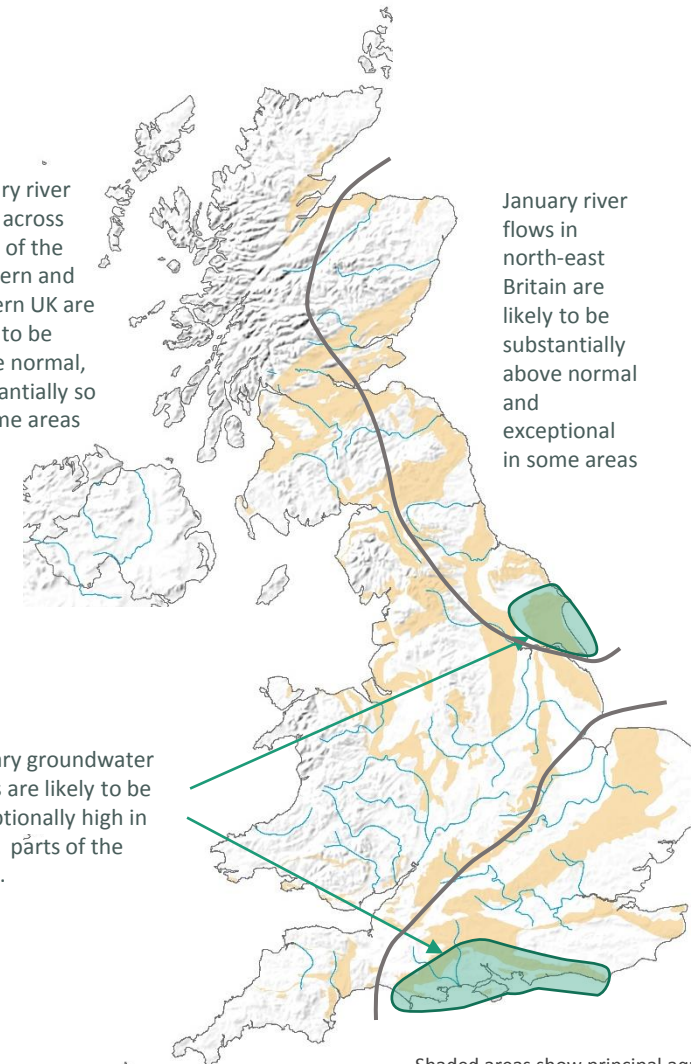 ry river
across
of the
ern and
ern UK are
to be
normal,
antially so
me areas
January river
flows in
north-east
Britain are
likely to be
substantially
above normal
and
exceptional
in some areas
ary groundwater
are likely to be
ptionally high in
parts of the
Shaded areas show principal